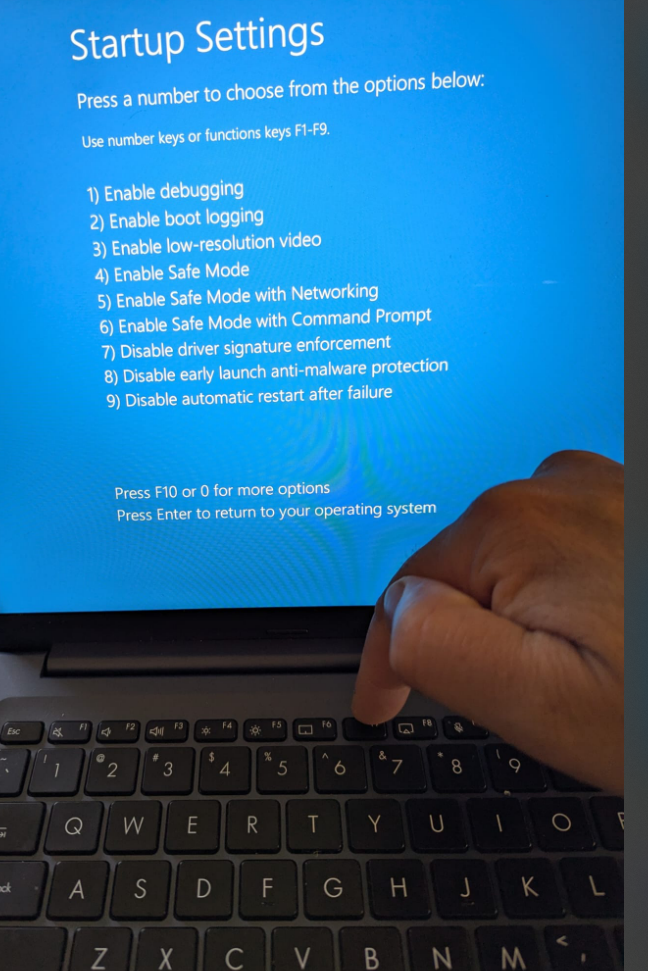 Startup Settings
Press a number to choose from the options below:
Use number keys or functions keys F1-F9.
1) Enable debugging
2) Enable boot logging
3) Enable low-resolution video
4) Enable Safe Mode
5) Enable Safe Mode with Networking
6) Enable Safe Mode with Command Prompt
7) Disable driver signature enforcement
8) Disable early launch anti-malware protection
9) Disable automatic restart after failure
Press F10 or 0 for more options
Press Enter to return to your operating system
Esc F1 F2 F3 F4 F5 F6 F8
! @ # $ % ^ & * (
1 2 3 4 5 6 7 8 9
Q W E R T Y U I O
A S D F G H J K L
Z X C V B N M < ,